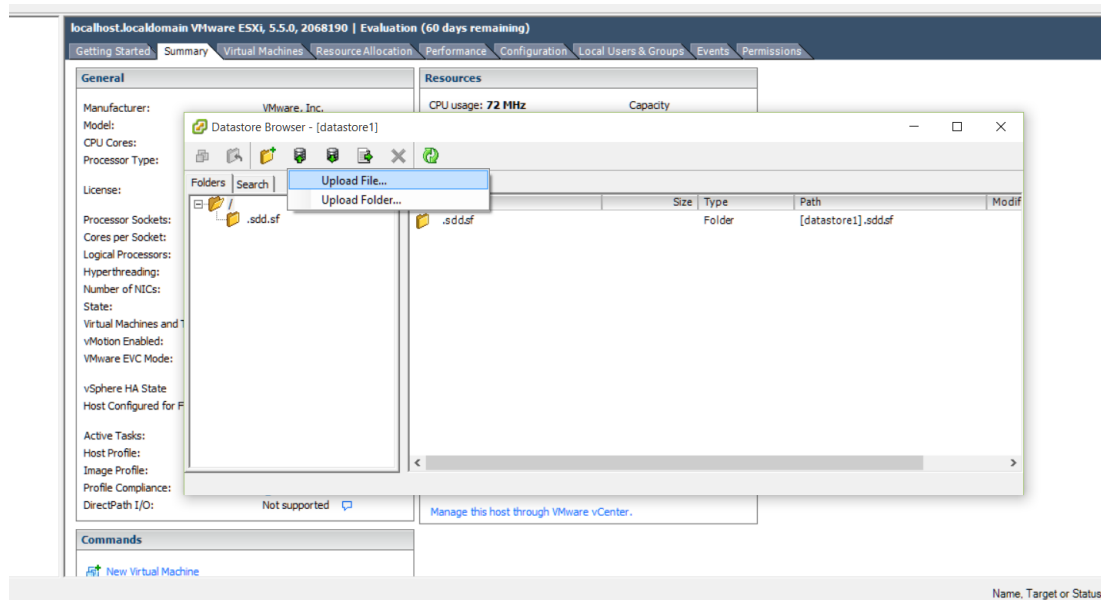 localhost.localdomain VMware ESXi, 5.5.0, 2068190 | Evaluation (60 days remaining)
Getting Started Summary Virtual Machines Resource Allocation Performance Configuration Local Users & Groups Events Permissions
General
Manufacturer: VMware, Inc.
Model:
CPU Cores:
Processor Type:
License:
Processor Sockets:
Cores per Socket:
Logical Processors:
Hyperthreading:
Number of NICs:
State:
Virtual Machines and T
vMotion Enabled:
VMware EVC Mode:
vSphere HA State
Host Configured for F
Active Tasks:
Host Profile:
Image Profile:
Profile Compliance:
DirectPath I/O: Not supported
Resources
CPU usage: 72 MHz Capacity
Datastore Browser - [datastore1]
Folders Search
Upload File...
Upload Folder...
/
.sdd.sf
Size Type Path Modif
.sdd.sf Folder [datastore1] .sdd.sf
Manage this host through VMware vCenter.
Commands
New Virtual Machine
Name, Target or Status